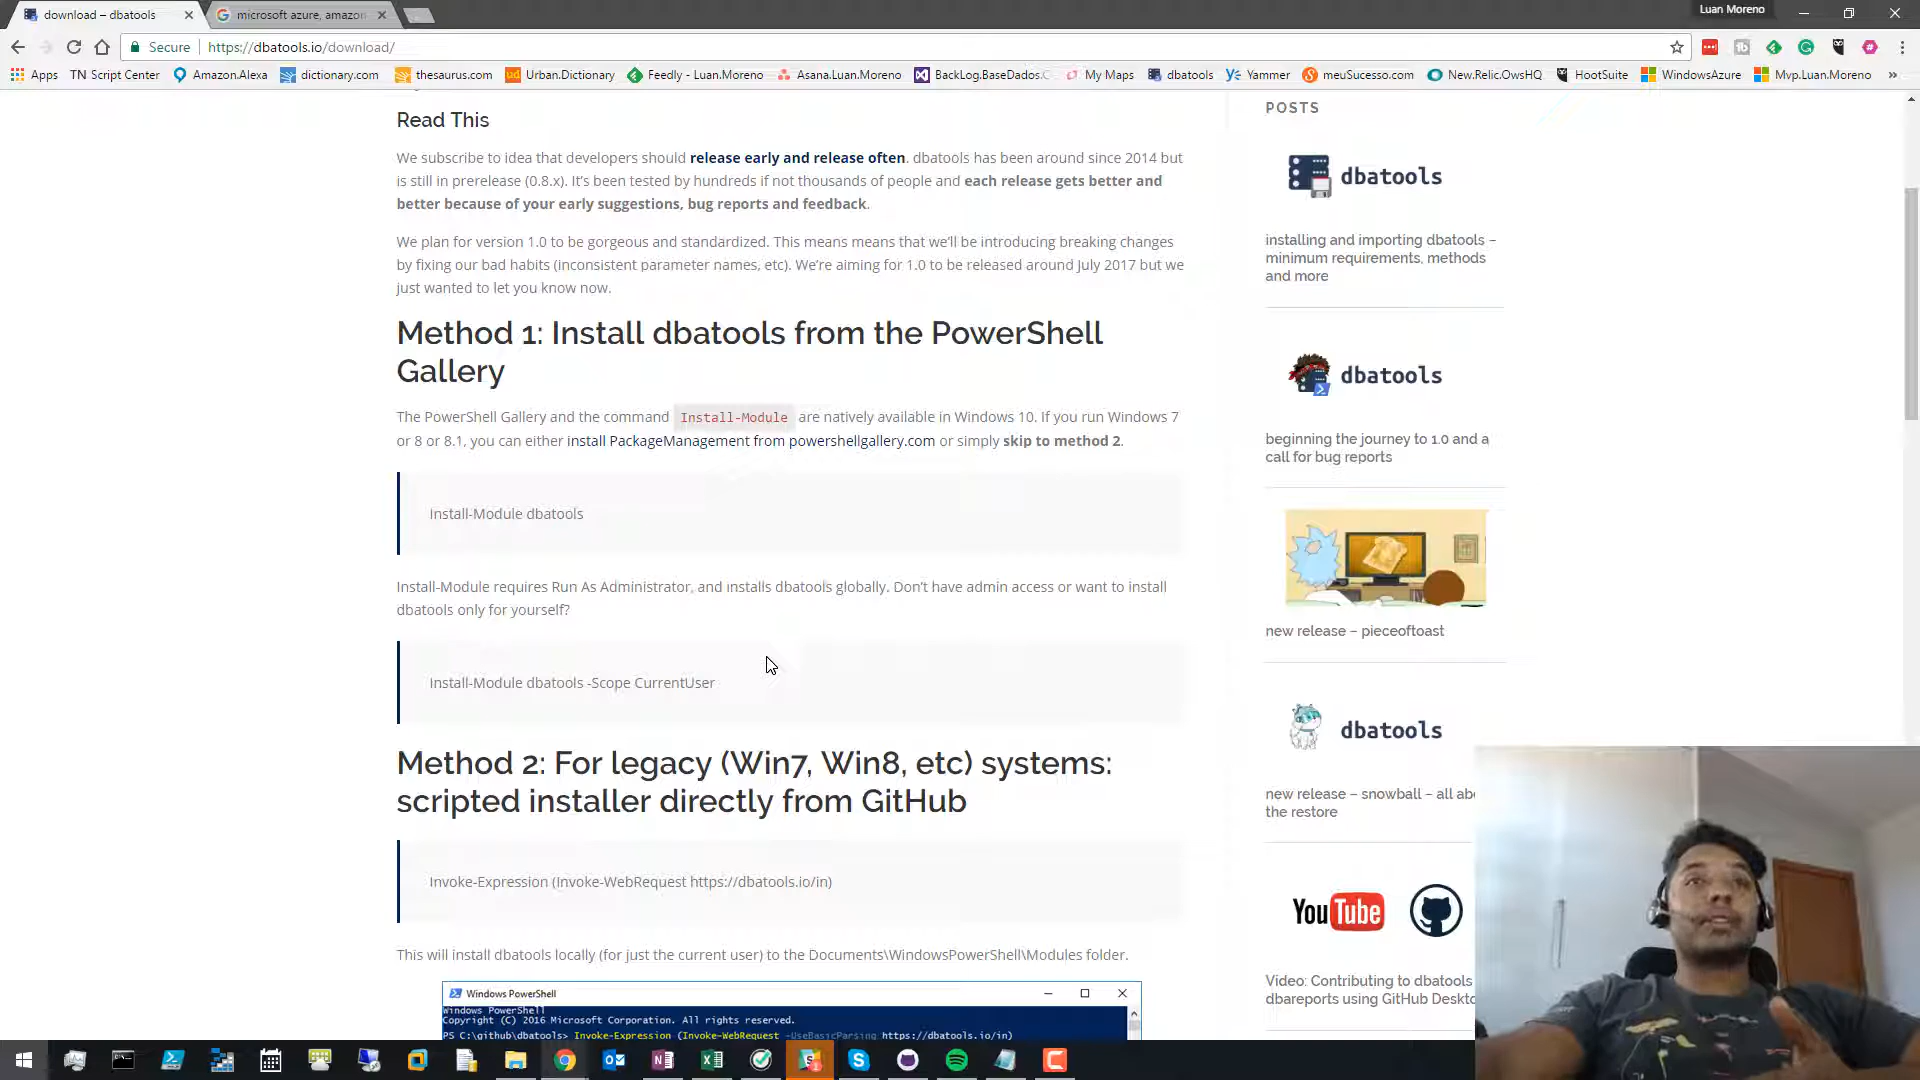 download – dbatools
microsoft azure, amazon
Luan Moreno
Secure
https://dbatools.io/download/
Apps
TN Script Center
Amazon.Alexa
dictionary.com
thesaurus.com
Urban.Dictionary
Feedly - Luan.Moreno
Asana.Luan.Moreno
BackLog.BaseDados.C
My Maps
dbatools
Yammer
meuSucesso.com
New.Relic.OwsHQ
HootSuite
WindowsAzure
Mvp.Luan.Moreno
Read This
We subscribe to idea that developers should release early and release often. dbatools has been around since 2014 but
is still in prerelease (0.8.x). It's been tested by hundreds if not thousands of people and each release gets better and
better because of your early suggestions, bug reports and feedback.
We plan for version 1.0 to be gorgeous and standardized. This means means that we'll be introducing breaking changes
by fixing our bad habits (inconsistent parameter names, etc). We're aiming for 1.0 to be released around July 2017 but we
just wanted to let you know now.
Method 1: Install dbatools from the PowerShell
Gallery
The PowerShell Gallery and the command Install-Module are natively available in Windows 10. If you run Windows 7
or 8 or 8.1, you can either install PackageManagement from powershellgallery.com or simply skip to method 2.
Install-Module dbatools
Install-Module requires Run As Administrator, and installs dbatools globally. Don't have admin access or want to install
dbatools only for yourself?
Install-Module dbatools -Scope CurrentUser
Method 2: For legacy (Win7, Win8, etc) systems:
scripted installer directly from GitHub
Invoke-Expression (Invoke-WebRequest https://dbatools.io/in)
This will install dbatools locally (for just the current user) to the Documents\WindowsPowerShell\Modules folder.
Windows PowerShell
Windows PowerShell
Copyright (C) 2016 Microsoft Corporation. All rights reserved.
PS C:\github\dbatools> Invoke-Expression (Invoke-WebRequest -UseBasicParsing https://dbatools.io/in)
POSTS
dbatools
installing and importing dbatools –
minimum requirements, methods
and more
dbatools
beginning the journey to 1.0 and a
call for bug reports
new release – pieceoftoast
dbatools
new release – snowball – all abo
the restore
YouTube
Video: Contributing to dbatools
dbareports using GitHub Deskto